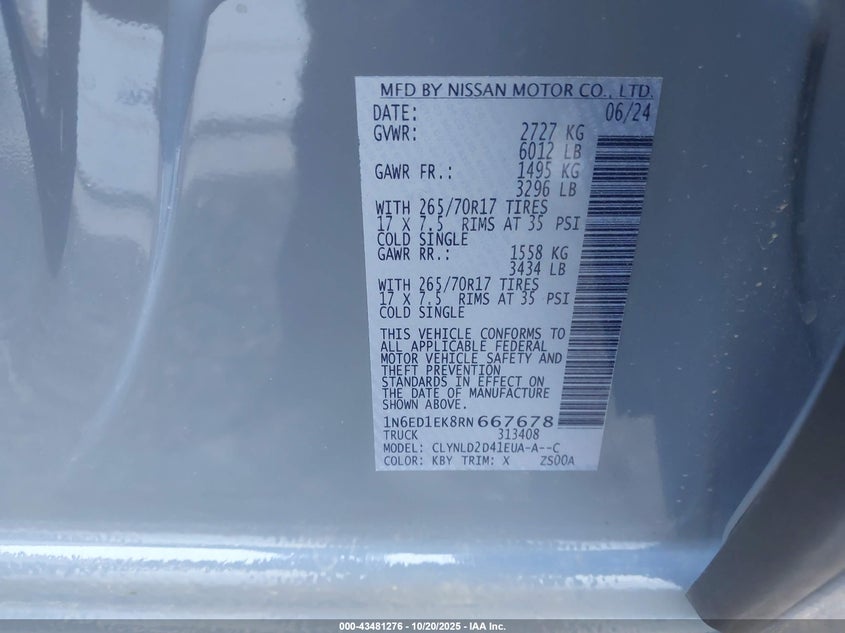 MFD BY NISSAN MOTOR CO., LTD.
DATE: 06/24
GVWR: 2727 KG
6012 LB
GAWR FR.: 1495 KG
3296 LB
WITH 265/70R17 TIRES
17 X 7.5 RIMS AT 35 PSI
COLD SINGLE
GAWR RR.: 1558 KG
3434 LB
WITH 265/70R17 TIRES
17 X 7.5 RIMS AT 35 PSI
COLD SINGLE
THIS VEHICLE CONFORMS TO
ALL APPLICABLE FEDERAL
MOTOR VEHICLE SAFETY AND
THEFT PREVENTION
STANDARDS IN EFFECT ON
THE DATE OF MANUFACTURE
SHOWN ABOVE.
1N6ED1EK8RN667678
TRUCK 313408
MODEL: CLYNLD2D41EUA-A--C
COLOR: KBY TRIM: X ZS00A
000-43481276 - 10/20/2025 - IAA Inc.